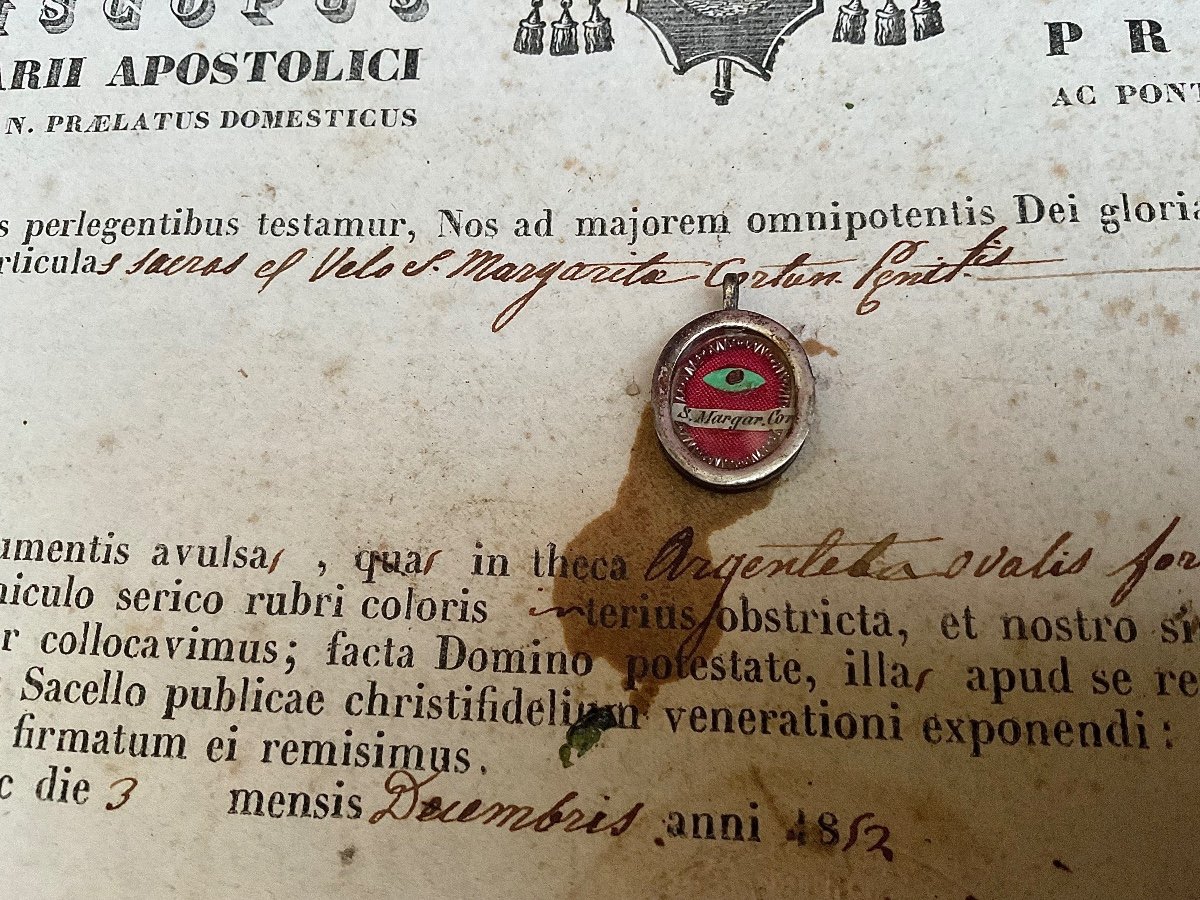 ISCOPUS
ARII APOSTOLICI
P R
N. PRÆLATUS DOMESTICUS
AC PONT
s perlegentibus testamur, Nos ad majorem omnipotentis Dei gloria
rticulas sacras ex Velo S. Margarita Corton. Penit.tis
S. Margar. Cor
umentis avulsas , quas in theca Argentea ovalis for
niculo serico rubri coloris interius obstricta, et nostro si
r collocavimus; facta Domino potestate, illas apud se re
Sacello publicae christifidelium venerationi exponendi :
firmatum ei remisimus.
c die 3 mensis Decembris anni 1852